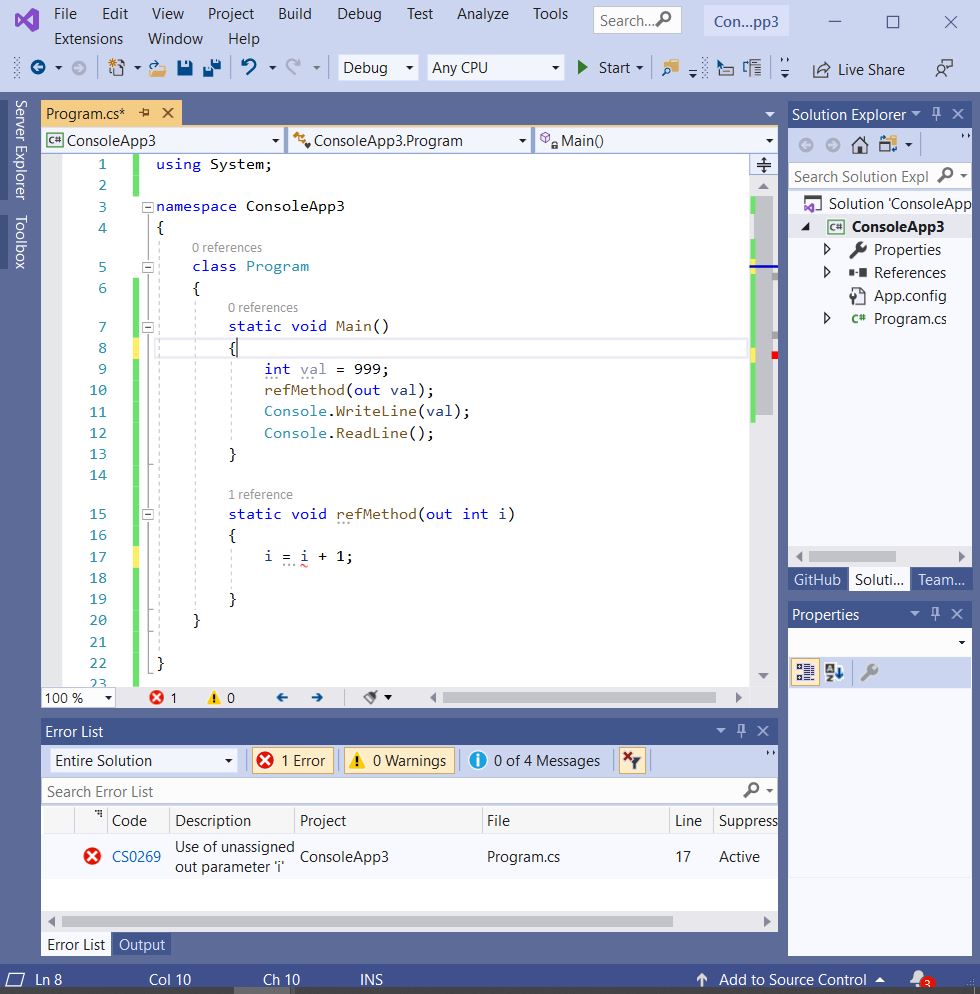 File Edit View Project Build Debug Test Analyze Tools Search... Con...pp3
Extensions Window Help
Debug Any CPU Start Live Share
Server Explorer
Toolbox
Program.cs*
C# ConsoleApp3 ConsoleApp3.Program Main()
1 using System;
2
3 namespace ConsoleApp3
4 {
0 references
5 class Program
6 {
0 references
7 static void Main()
8 {
9 int val = 999;
10 refMethod(out val);
11 Console.WriteLine(val);
12 Console.ReadLine();
13 }
14
1 reference
15 static void refMethod(out int i)
16 {
17 i = i + 1;
18
19 }
20 }
21
22 }
23
100 % 1 0
Solution Explorer
Search Solution Expl
Solution 'ConsoleApp
C# ConsoleApp3
Properties
References
App.config
C# Program.cs
GitHub Soluti... Team...
Properties
Error List
Entire Solution 1 Error 0 Warnings 0 of 4 Messages
Search Error List
Code Description Project File Line Suppress
CS0269 Use of unassigned out parameter 'i' ConsoleApp3 Program.cs 17 Active
Error List Output
Ln 8 Col 10 Ch 10 INS Add to Source Control 3